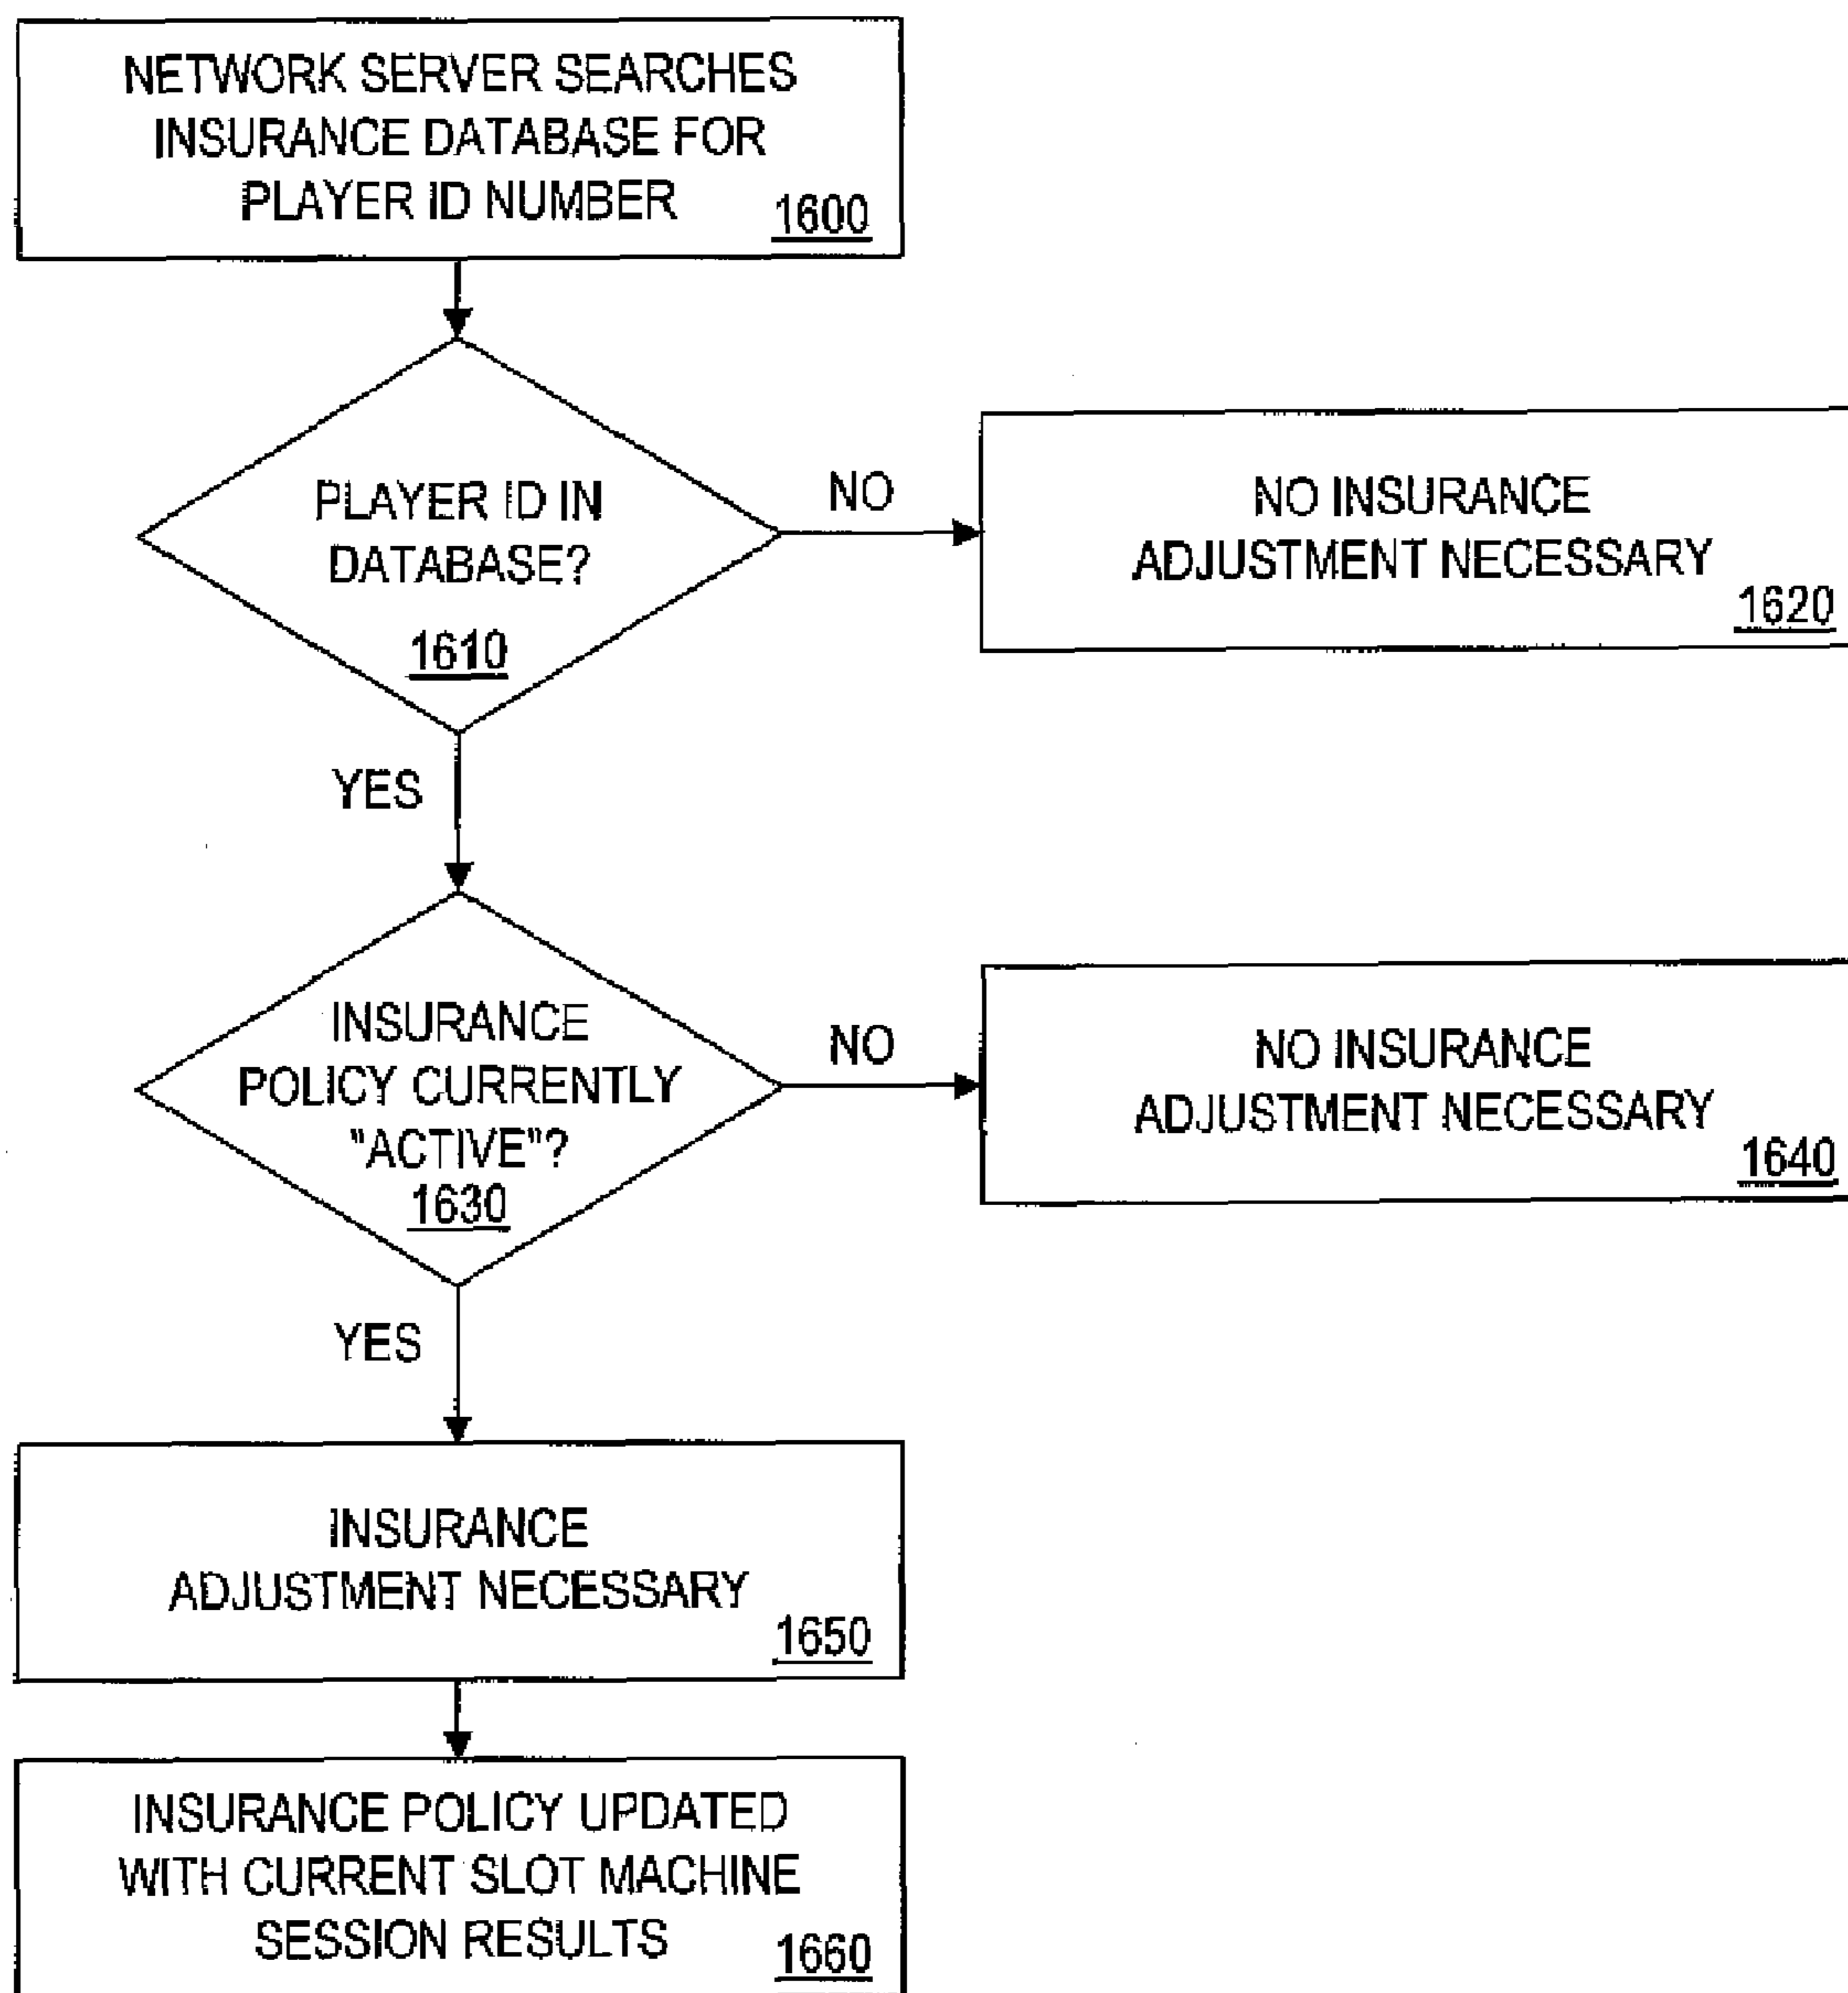 NETWORK SERVER SEARCHES
INSURANCE DATABASE FOR
PLAYER ID NUMBER
1600
PLAYER ID IN
DATABASE?
1610
NO
NO INSURANCE
ADJUSTMENT NECESSARY
1620
YES
INSURANCE
POLICY CURRENTLY
"ACTIVE"?
1630
NO
NO INSURANCE
ADJUSTMENT NECESSARY
1640
YES
INSURANCE
ADJUSTMENT NECESSARY
1650
INSURANCE POLICY UPDATED
WITH CURRENT SLOT MACHINE
SESSION RESULTS
1660